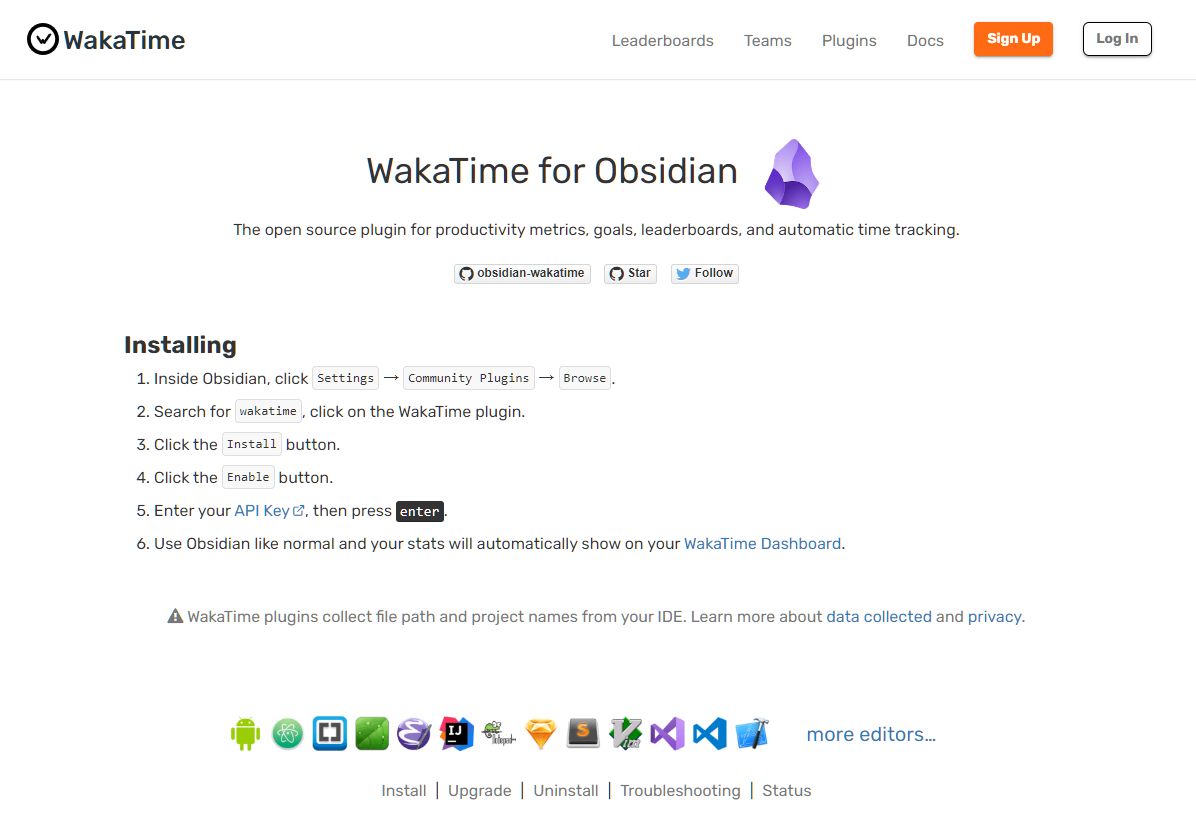 WakaTime
Leaderboards Teams Plugins Docs Sign Up Log In
WakaTime for Obsidian
The open source plugin for productivity metrics, goals, leaderboards, and automatic time tracking.
obsidian-wakatime Star Follow
Installing
1. Inside Obsidian, click Settings → Community Plugins → Browse.
2. Search for wakatime, click on the WakaTime plugin.
3. Click the Install button.
4. Click the Enable button.
5. Enter your API Key, then press enter.
6. Use Obsidian like normal and your stats will automatically show on your WakaTime Dashboard.
WakaTime plugins collect file path and project names from your IDE. Learn more about data collected and privacy.
IJ S more editors...
Install | Upgrade | Uninstall | Troubleshooting | Status